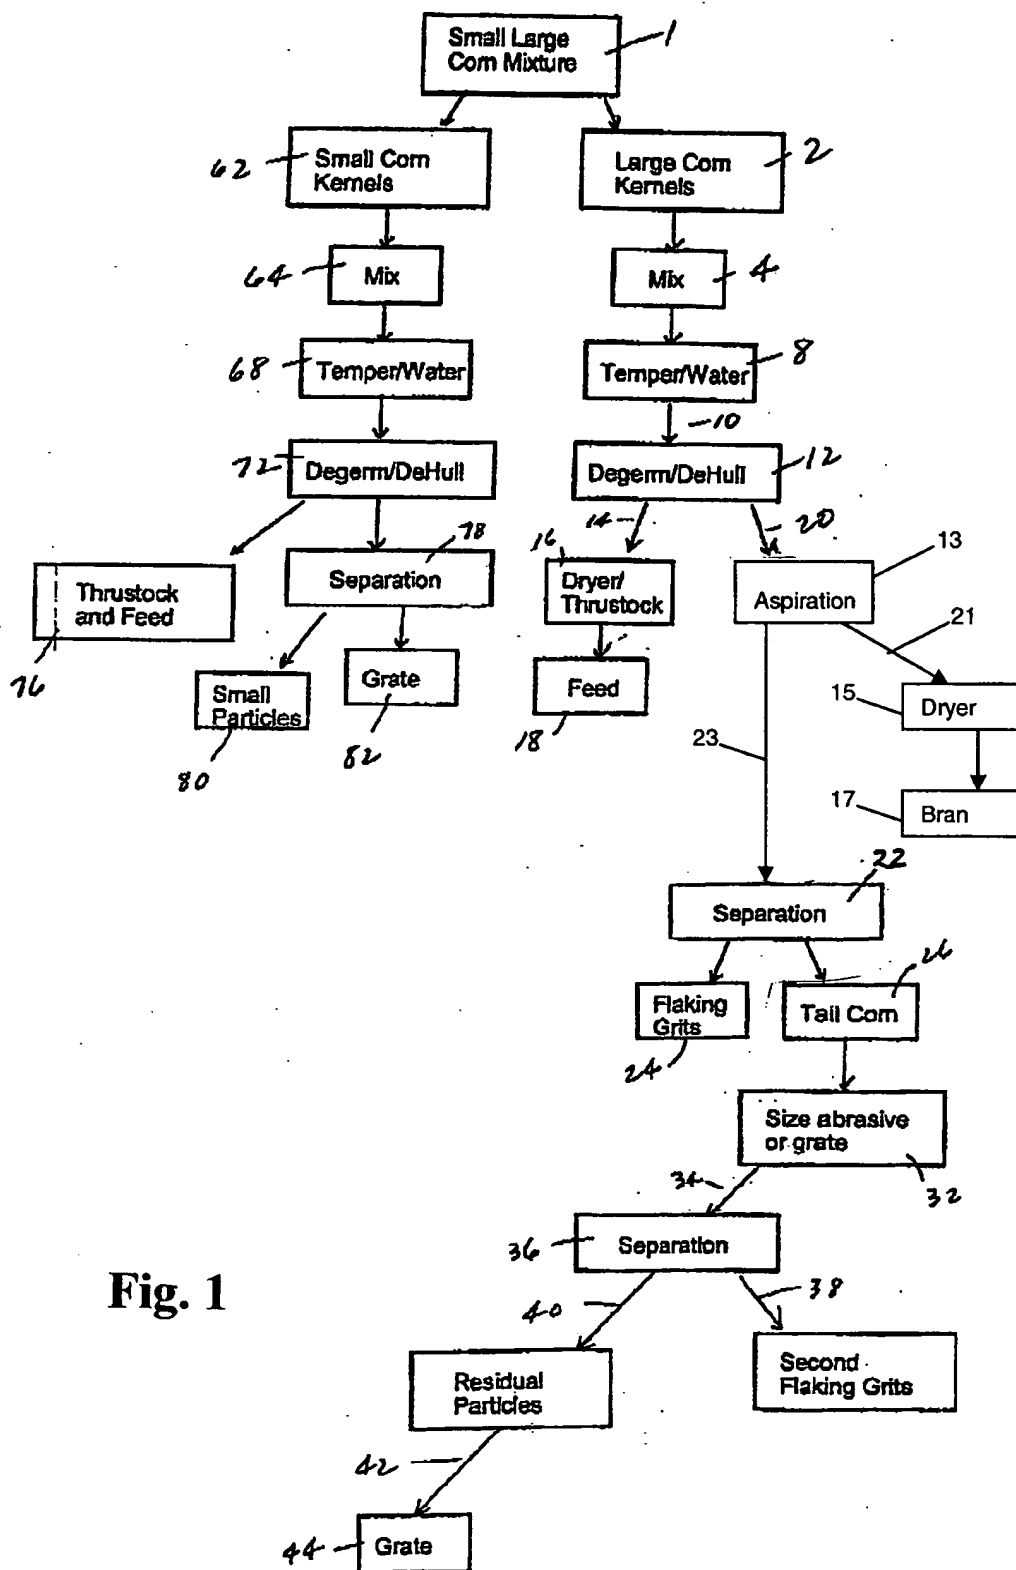 Small Large
Corn Mixture
1
62
Small Corn
Kernels
Large Corn
Kernels
2
64
Mix
Mix
4
68
Temper/Water
Temper/Water
8
10
72
Degerm/DeHull
Degerm/DeHull
12
14
20
78
16
13
Thrustock
and Feed
Separation
Dryer/
Thrustock
Aspiration
21
76
Small
Particles
Grate
Feed
15
Dryer
80
82
18
23
17
Bran
22
Separation
26
Flaking
Grits
Tail Corn
24
Size abrasive
or grate
34
32
36
Separation
Fig. 1
40
38
Residual
Particles
Second
Flaking Grits
42
44
Grate